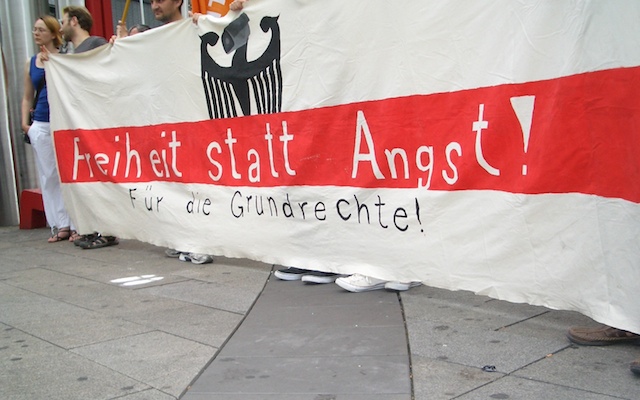 Freiheit statt Angst!
Für die Grundrechte!